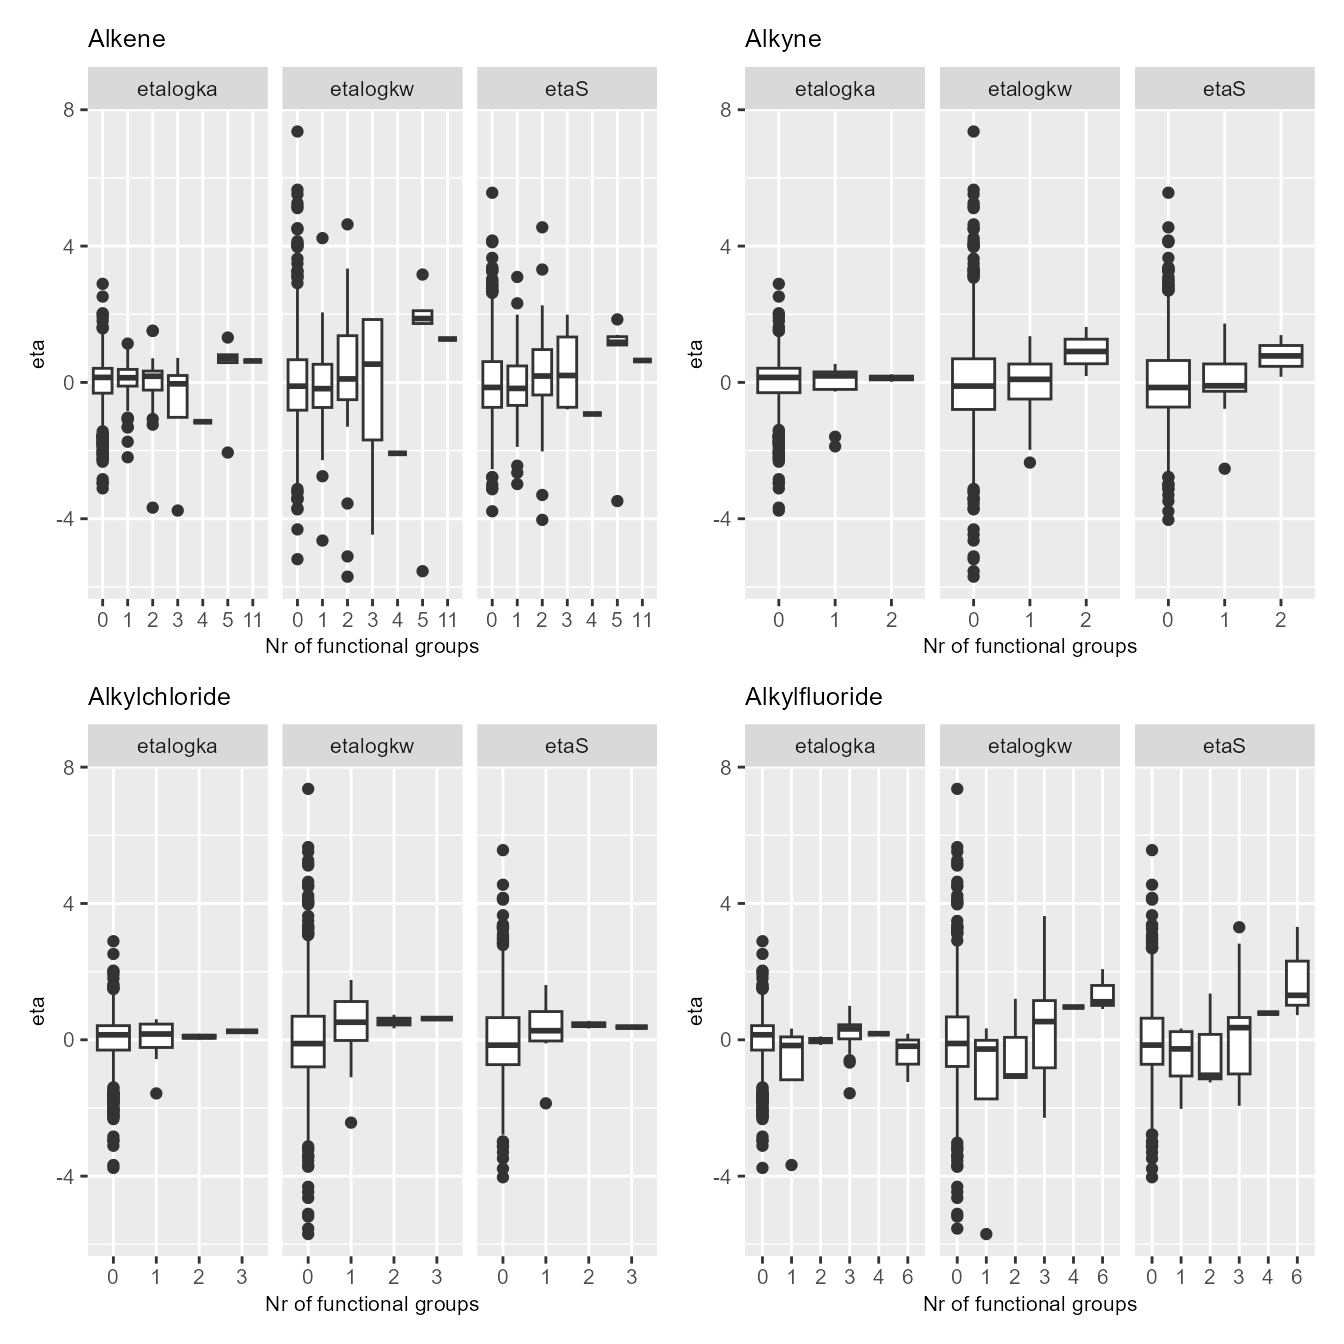 Alkene
etalogka etalogkw etaS
8
4
0
-4
eta
0 1 2 3 4 5 11 0 1 2 3 4 5 11 0 1 2 3 4 5 11
Nr of functional groups
Alkyne
etalogka etalogkw etaS
8
4
0
-4
eta
0 1 2 0 1 2 0 1 2
Nr of functional groups
Alkylchloride
etalogka etalogkw etaS
8
4
0
-4
eta
0 1 2 3 0 1 2 3 0 1 2 3
Nr of functional groups
Alkylfluoride
etalogka etalogkw etaS
8
4
0
-4
eta
0 1 2 3 4 6 0 1 2 3 4 6 0 1 2 3 4 6
Nr of functional groups